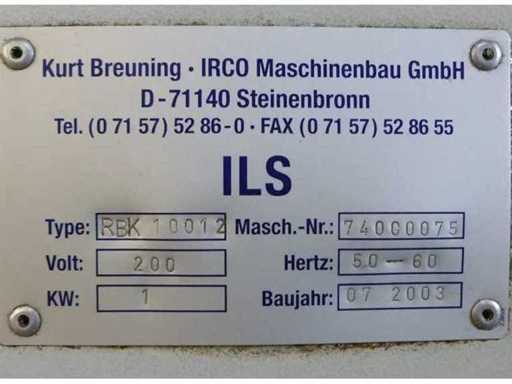 Kurt Breuning · IRCO Maschinenbau GmbH
D-71140 Steinenbronn
Tel. (0 71 57) 52 86-0 · FAX (0 71 57) 52 86 55
ILS
Type: RBK 10012 Masch.-Nr.: 74000075
Volt: 200 Hertz: 50-60
KW: 1 Baujahr: 07 2003